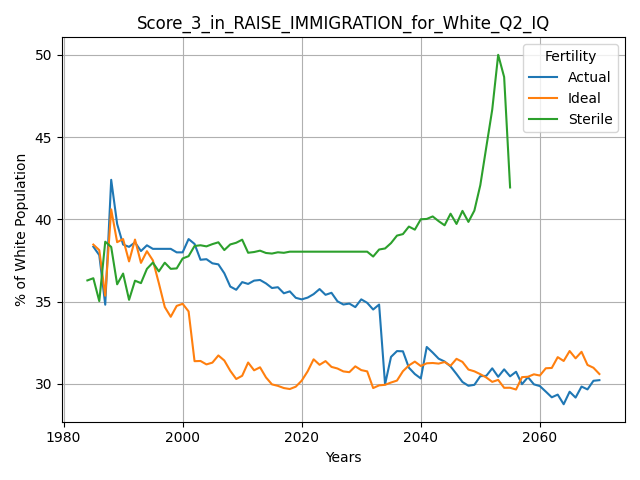 Score_3_in_RAISE_IMMIGRATION_for_White_Q2_IQ
Fertility
Actual
Ideal
Sterile
% of White Population
50
45
40
35
30
1980
2000
2020
2040
2060
Years